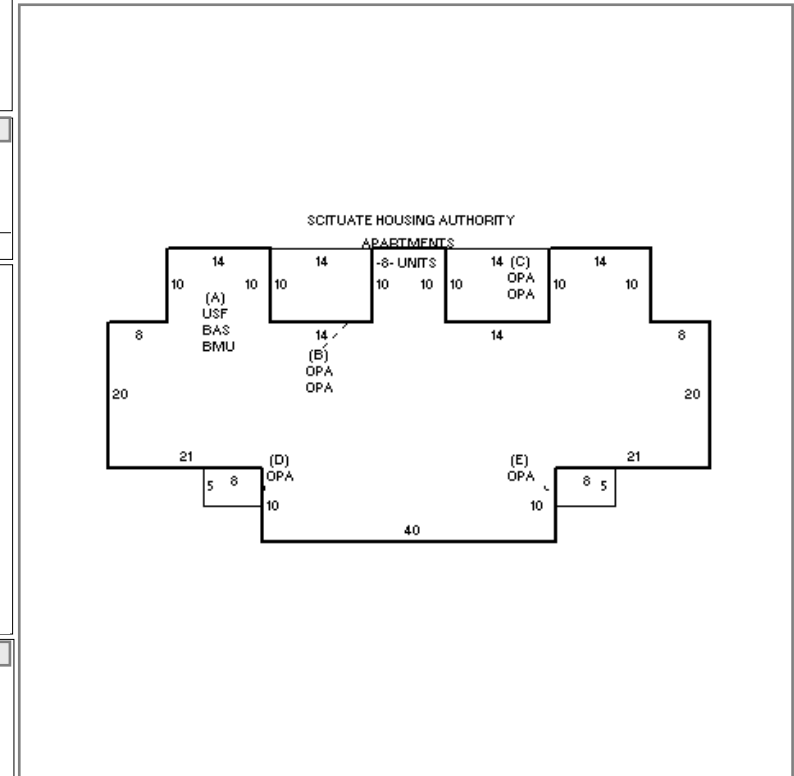 SCITUATE HOUSING AUTHORITY
APARTMENTS
14 14 -8- UNITS 14 (C) 14
10 10 10 10 10 10 OPA 10 10
(A) OPA
USF
BAS
BMU
8 14 14 8
(B)
OPA
OPA
20 20
21 21
(D) (E)
5 8 OPA OPA 8 5
10 10
40